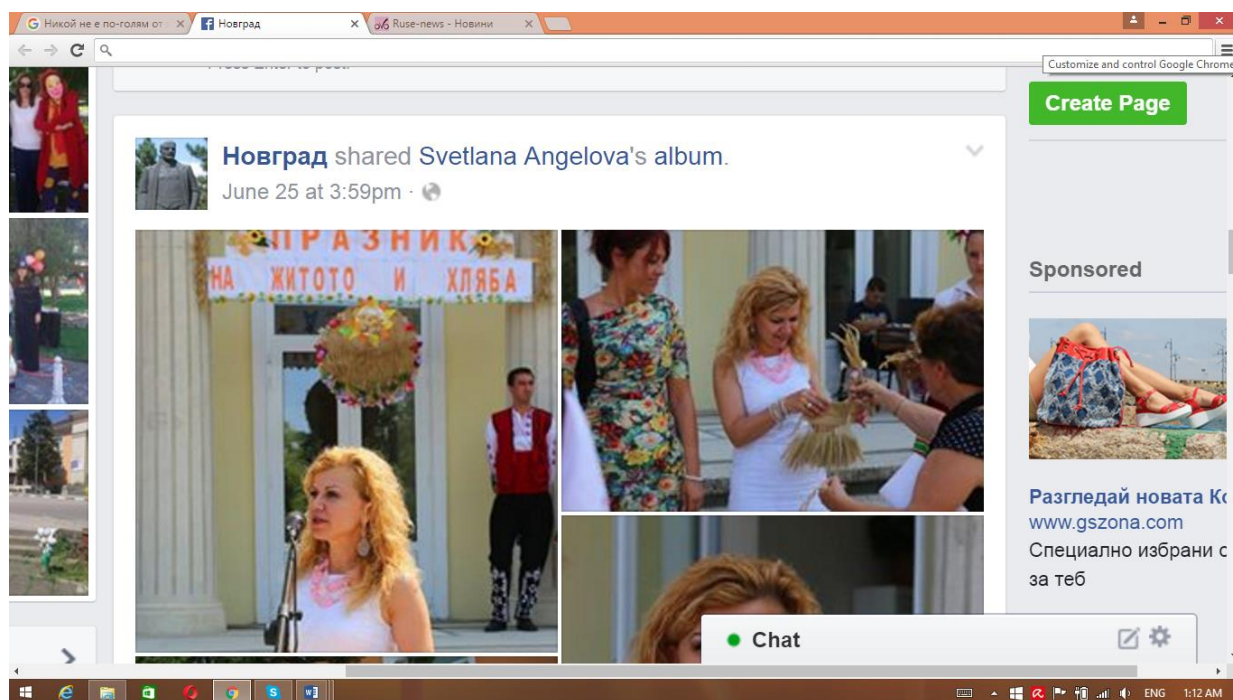 Никой не е по-голям от
Новград
Ruse-news - Новини
Customize and control Google Chrome
Create Page
Новград shared Svetlana Angelova's album.
June 25 at 3:59pm
ПРАЗНИК
НА ЖИТОТО И ХЛЯБА
Sponsored
Разгледай новата
www.gszona.com
Специално избрани
за теб
Chat
ENG 1:12 AM